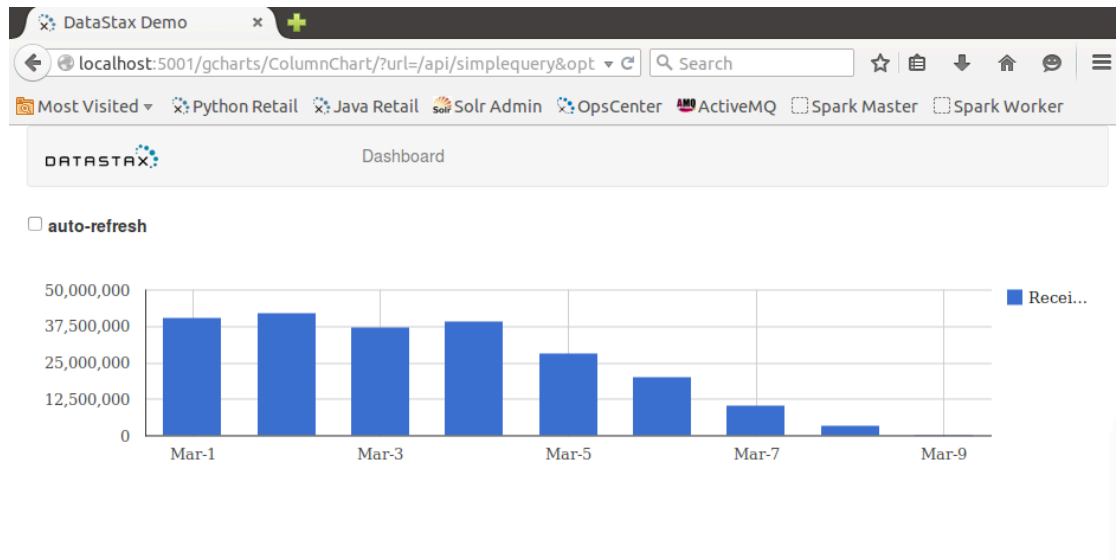 DataStax Demo
localhost:5001/gcharts/ColumnChart/?url=/api/simplequery&opt Search
Most Visited Python Retail Java Retail Solr Solr Admin OpsCenter AMQ ActiveMQ Spark Master Spark Worker
DATASTAX Dashboard
auto-refresh
50,000,000
37,500,000
25,000,000
12,500,000
0
Recei...
Mar-1 Mar-3 Mar-5 Mar-7 Mar-9